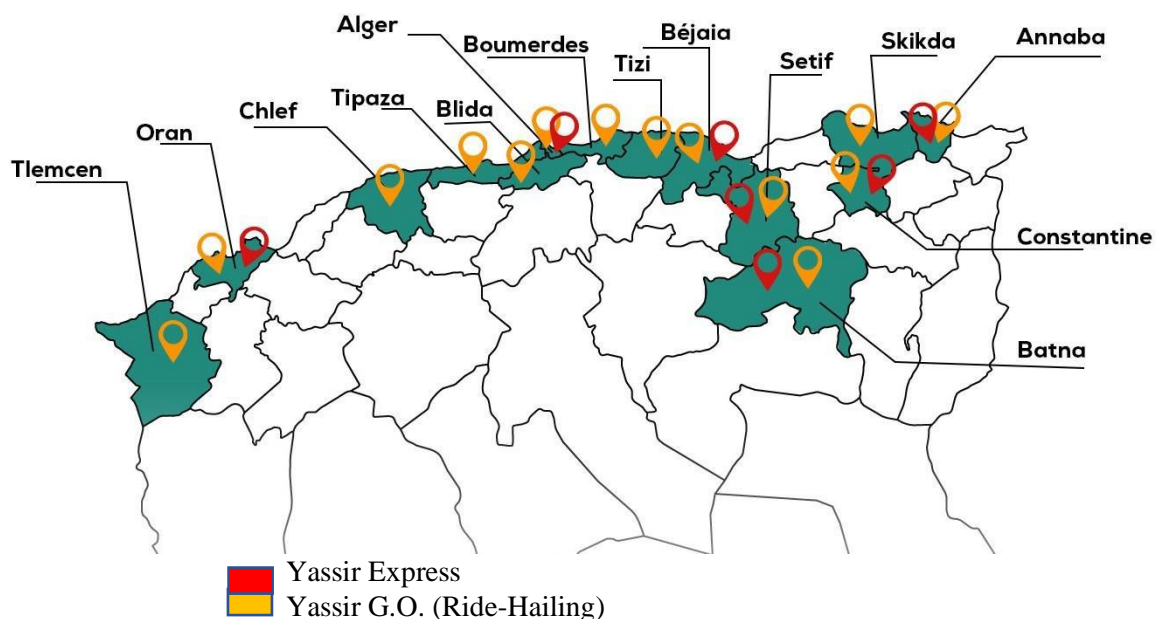 Alger
Boumerdes
Béjaia
Tizi
Setif
Skikda
Annaba
Chlef
Tipaza
Blida
Oran
Tlemcen
Constantine
Batna
Yassir Express
Yassir G.O. (Ride-Hailing)